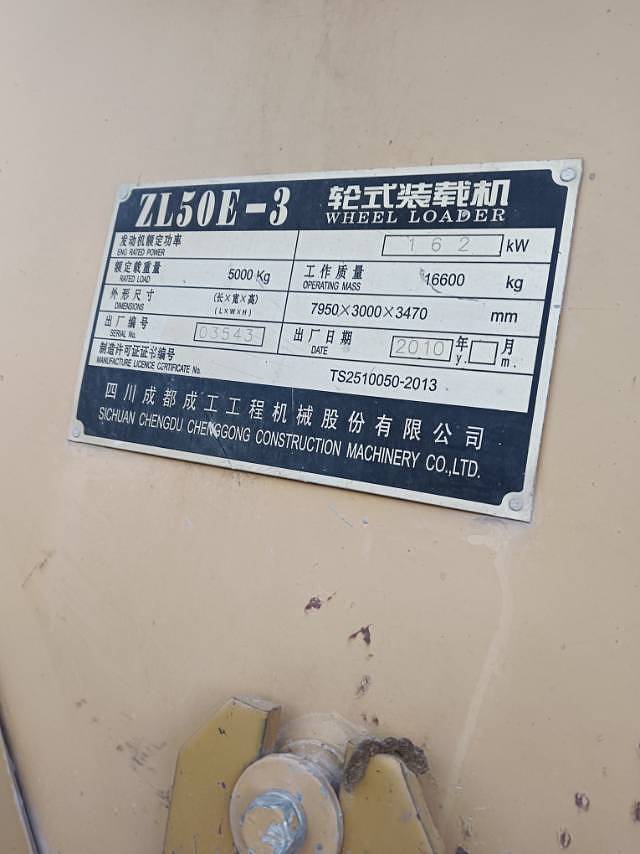 ZL50E-3 轮式装载机
WHEEL LOADER
发动机额定功率 162 kW
ENG RATED POWER
额定载重量 5000 Kg 工作质量 16600 kg
RATED LOAD OPERATING MASS
外形尺寸 (长×宽×高) 7950×3000×3470 mm
DIMENSIONS (L×W×H)
出厂编号 03543 出厂日期 2010 年 月
SERIAL No. DATE y. m.
制造许可证证书编号 TS2510050-2013
MANUFACTURE LICENCE CERTIFICATE No.
四川成都成工工程机械股份有限公司
SICHUAN CHENGDU CHENGGONG CONSTRUCTION MACHINERY CO.,LTD.